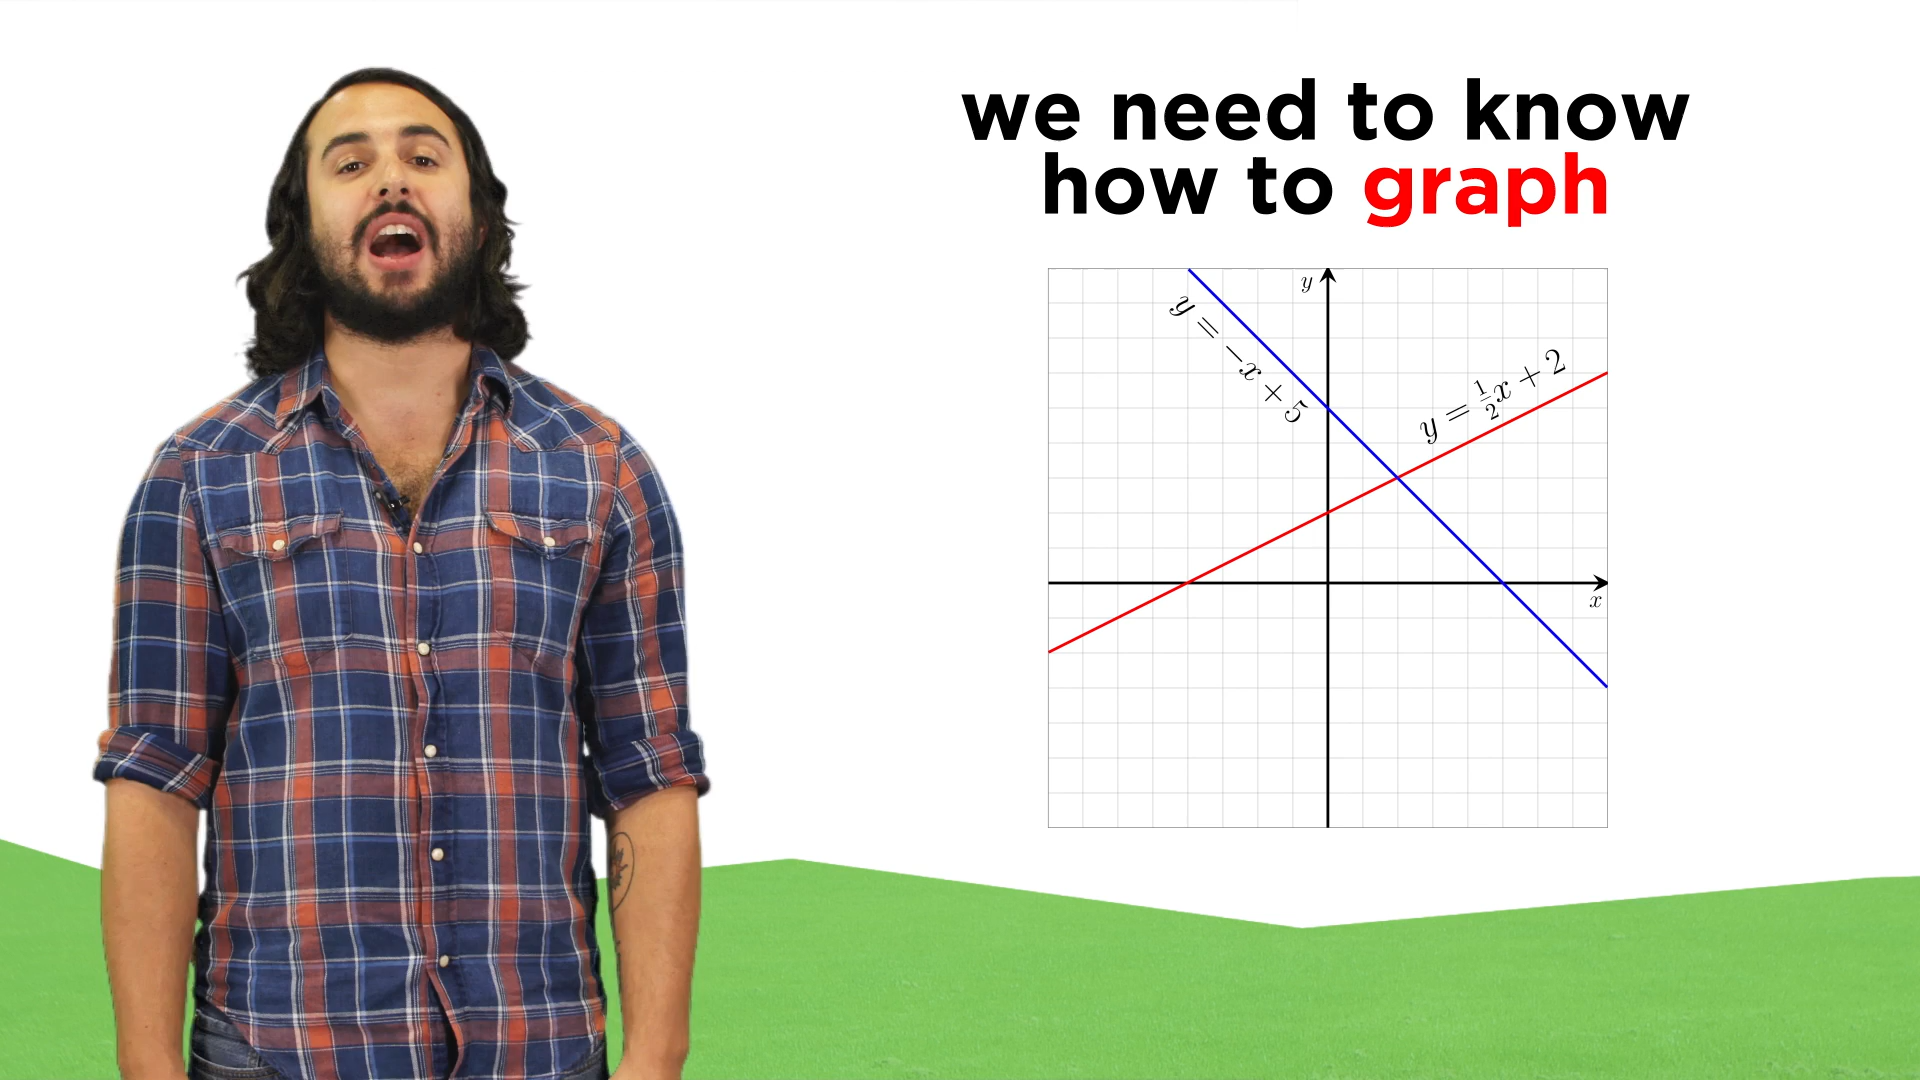 we need to know
how to graph
y
y = -x + 5
y = ½x + 2
x